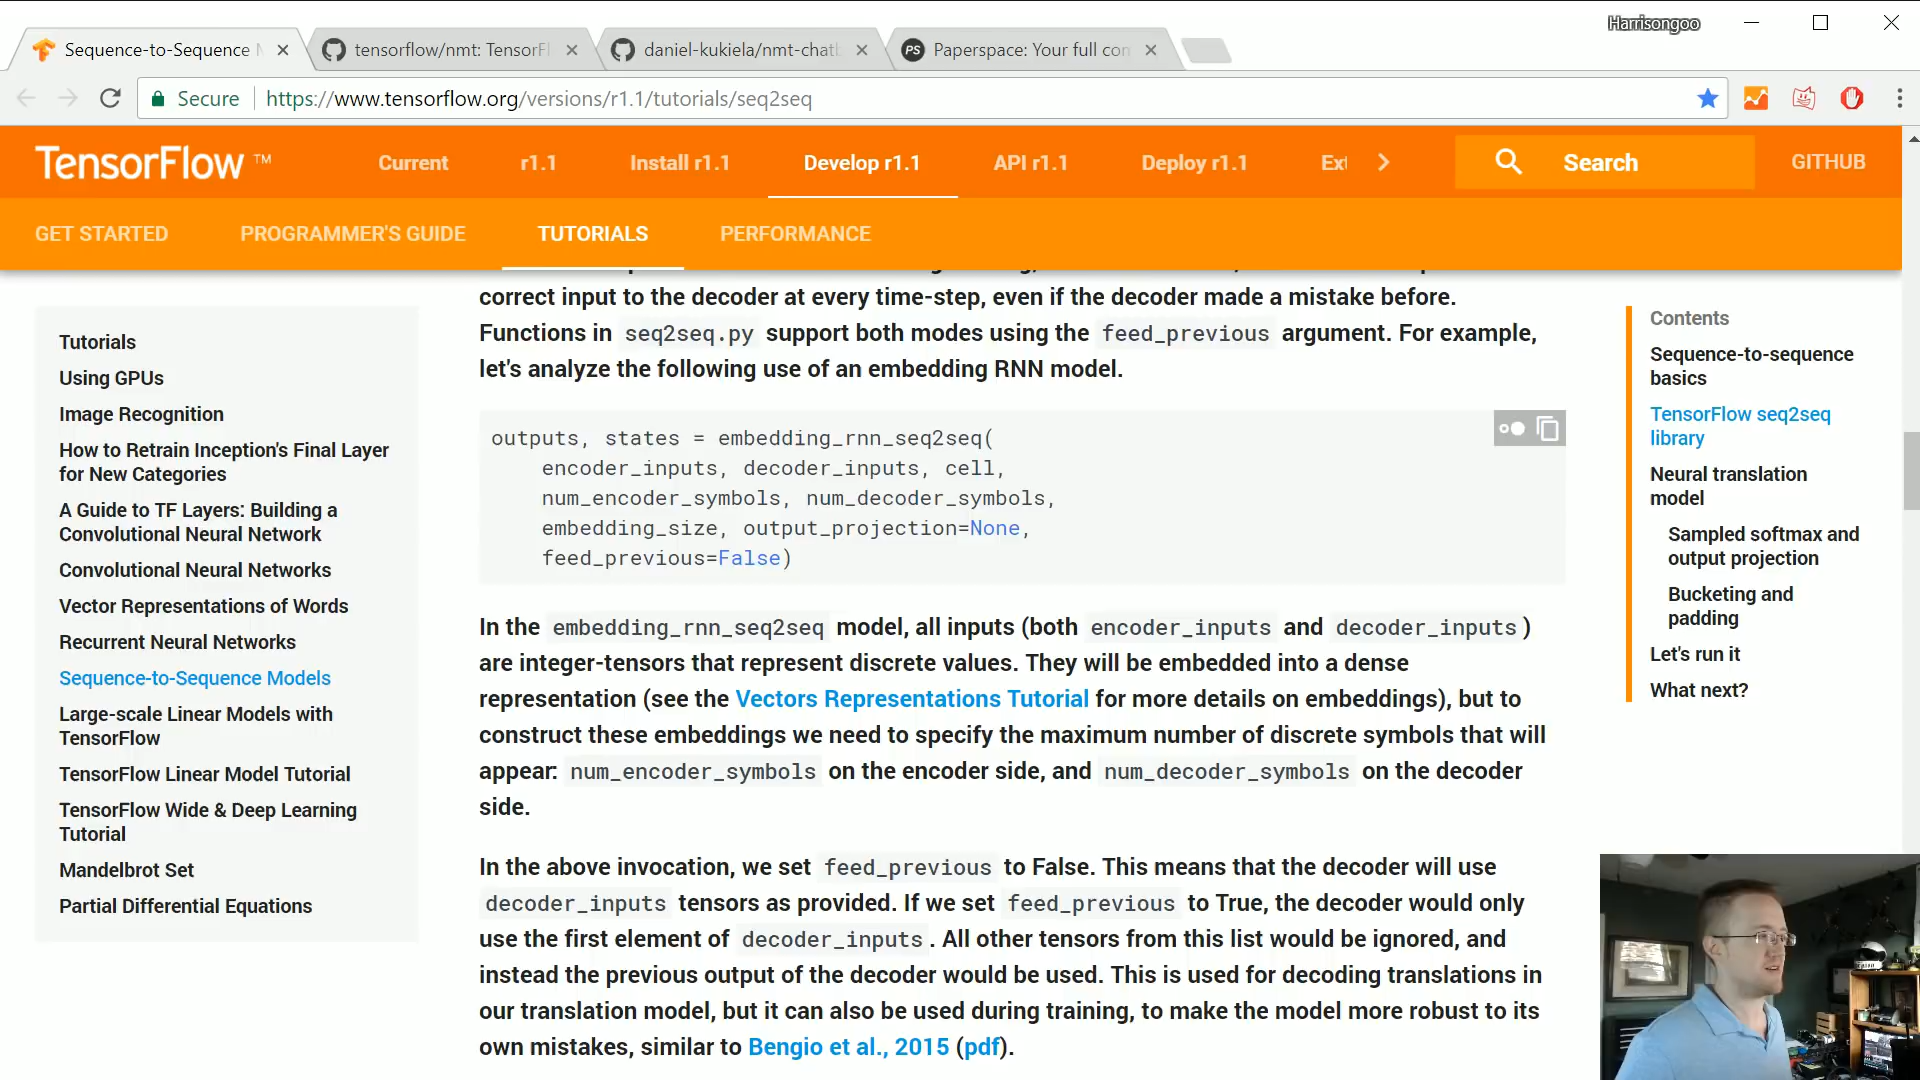 Harrisongoo
Sequence-to-Sequence
tensorflow/nmt: TensorFl
daniel-kukiela/nmt-chatb
Paperspace: Your full con
Secure
https://www.tensorflow.org/versions/r1.1/tutorials/seq2seq
TensorFlow™
Current
r1.1
Install r1.1
Develop r1.1
API r1.1
Deploy r1.1
Ext
Search
GITHUB
GET STARTED
PROGRAMMER'S GUIDE
TUTORIALS
PERFORMANCE
Tutorials
Using GPUs
Image Recognition
How to Retrain Inception's Final Layer
for New Categories
A Guide to TF Layers: Building a
Convolutional Neural Network
Convolutional Neural Networks
Vector Representations of Words
Recurrent Neural Networks
Sequence-to-Sequence Models
Large-scale Linear Models with
TensorFlow
TensorFlow Linear Model Tutorial
TensorFlow Wide & Deep Learning
Tutorial
Mandelbrot Set
Partial Differential Equations
correct input to the decoder at every time-step, even if the decoder made a mistake before.
Functions in seq2seq.py support both modes using the feed_previous argument. For example,
let's analyze the following use of an embedding RNN model.
outputs, states = embedding_rnn_seq2seq(
encoder_inputs, decoder_inputs, cell,
num_encoder_symbols, num_decoder_symbols,
embedding_size, output_projection=None,
feed_previous=False)
In the embedding_rnn_seq2seq model, all inputs (both encoder_inputs and decoder_inputs)
are integer-tensors that represent discrete values. They will be embedded into a dense
representation (see the Vectors Representations Tutorial for more details on embeddings), but to
construct these embeddings we need to specify the maximum number of discrete symbols that will
appear: num_encoder_symbols on the encoder side, and num_decoder_symbols on the decoder
side.
In the above invocation, we set feed_previous to False. This means that the decoder will use
decoder_inputs tensors as provided. If we set feed_previous to True, the decoder would only
use the first element of decoder_inputs. All other tensors from this list would be ignored, and
instead the previous output of the decoder would be used. This is used for decoding translations in
our translation model, but it can also be used during training, to make the model more robust to its
own mistakes, similar to Bengio et al., 2015 (pdf).
Contents
Sequence-to-sequence
basics
TensorFlow seq2seq
library
Neural translation
model
Sampled softmax and
output projection
Bucketing and
padding
Let's run it
What next?